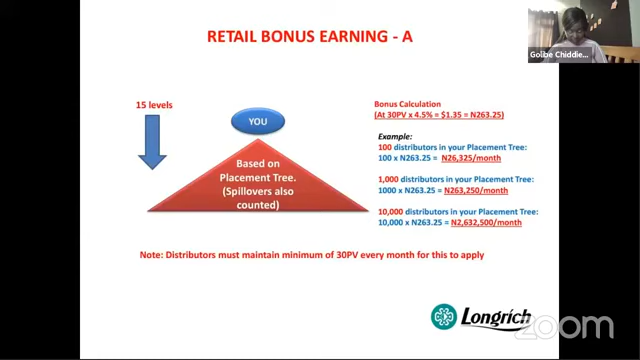 RETAIL BONUS EARNING - A
Golibe Chiddie...
15 levels
YOU
Based on
Placement Tree.
(Spillovers also
counted)
Bonus Calculation
(At 30PV x 4.5% = $1.35 = N263.25)
Example:
100 distributors in your Placement Tree:
100 x N263.25 = N26,325/month
1,000 distributors in your Placement Tree:
1000 x N263.25 = N263,250/month
10,000 distributors in your Placement Tree:
10,000 x N263.25 = N2,632,500/month
Note: Distributors must maintain minimum of 30PV every month for this to apply
Longrich
zoom